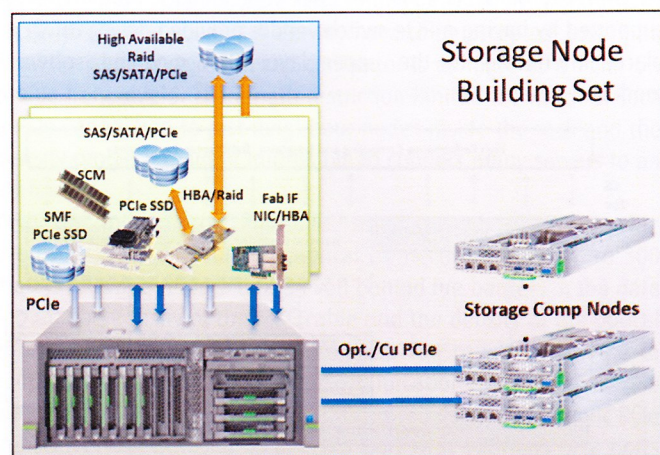 High Available
Raid
SAS/SATA/PCIe
Storage Node
Building Set
SAS/SATA/PCIe
SCM
HBA/Raid
PCIe SSD
Fab IF
NIC/HBA
SMF
PCIe SSD
PCIe
Storage Comp Nodes
Opt./Cu PCIe